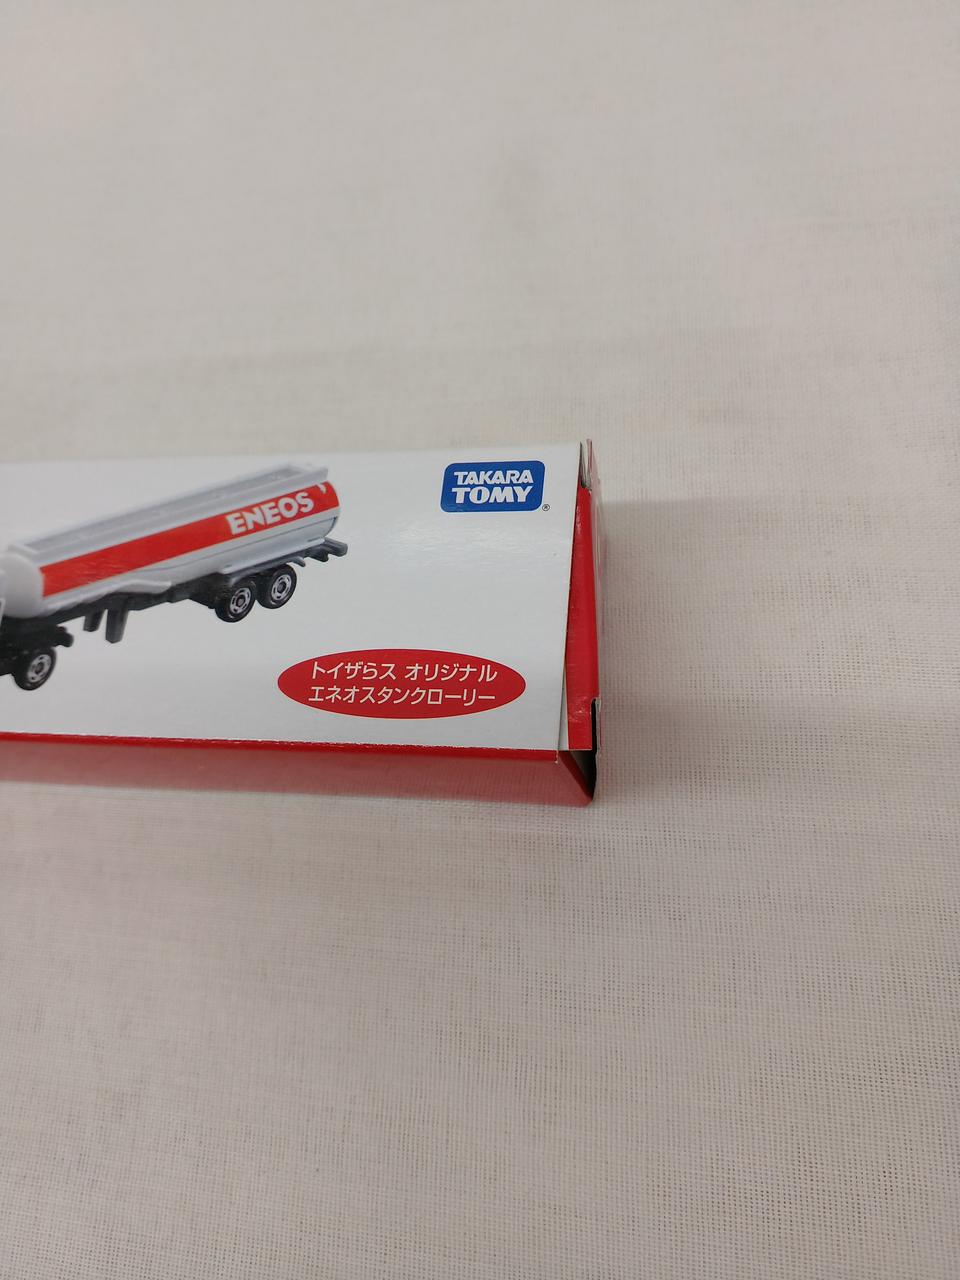 TAKARA
TOMY
®
ENEOS
トイザらス オリジナル
エネオスタンクローリー